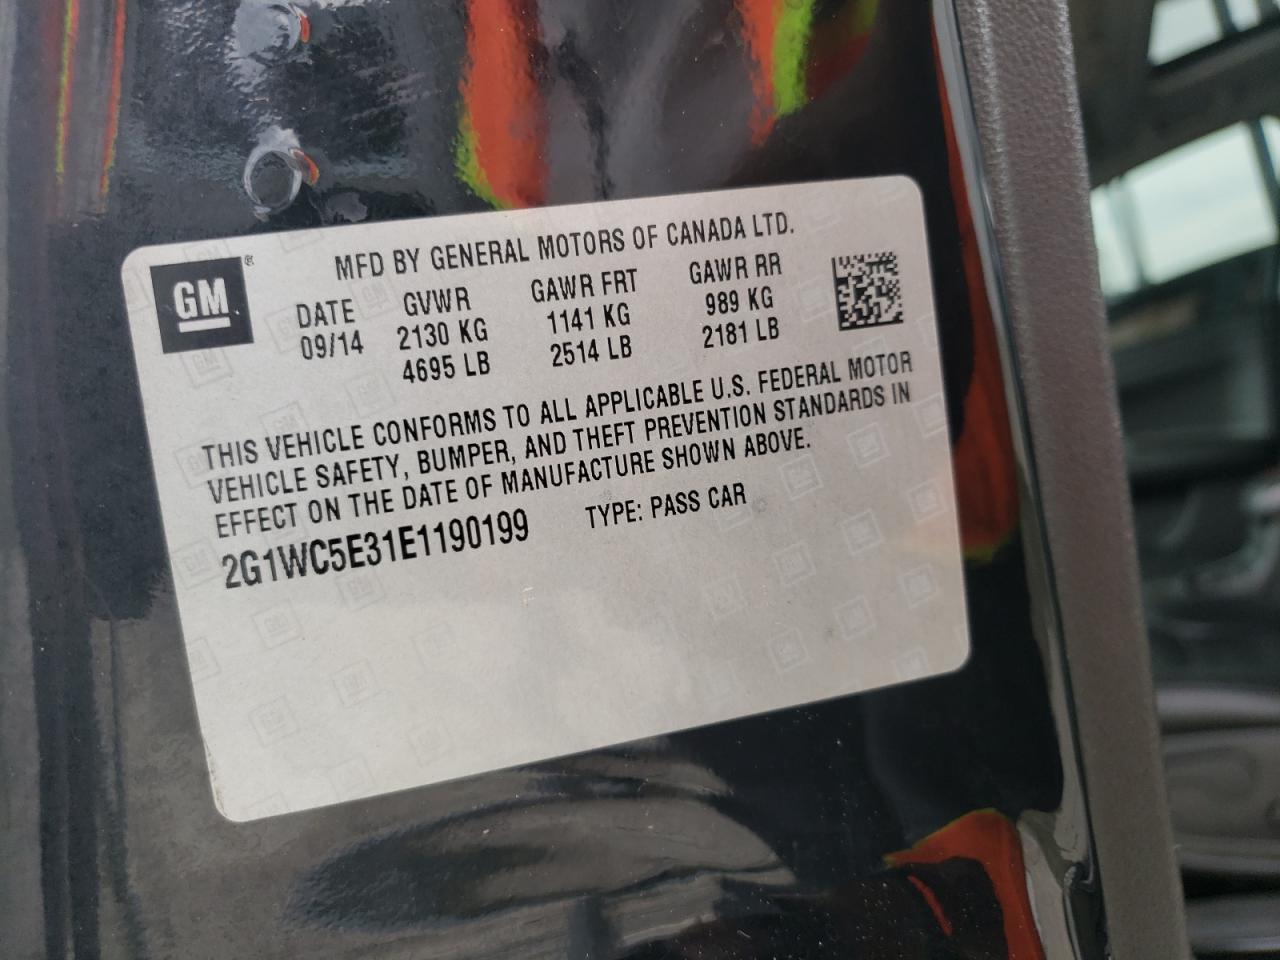 GM®
MFD BY GENERAL MOTORS OF CANADA LTD.
DATE GVWR GAWR FRT GAWR RR
09/14 2130 KG 1141 KG 989 KG
4695 LB 2514 LB 2181 LB
THIS VEHICLE CONFORMS TO ALL APPLICABLE U.S. FEDERAL MOTOR
VEHICLE SAFETY, BUMPER, AND THEFT PREVENTION STANDARDS IN
EFFECT ON THE DATE OF MANUFACTURE SHOWN ABOVE.
2G1WC5E31E1190199 TYPE: PASS CAR